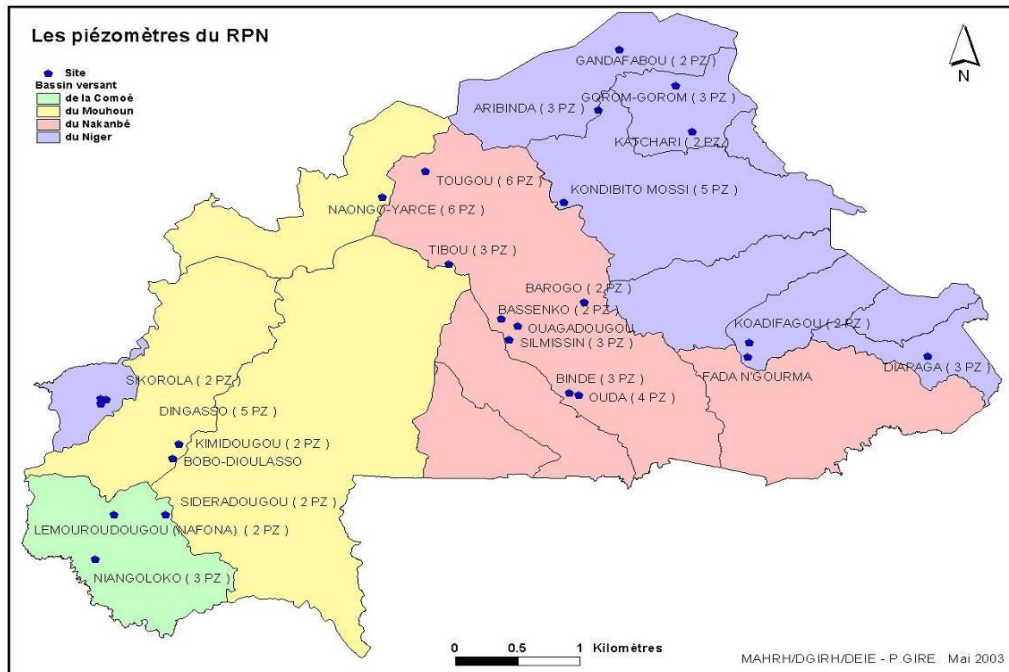 Les piézomètres du RPN
Site
Bassin versant
de la Comoé
du Mouhoun
du Nakanbé
du Niger
N
GANDAFABOU ( 2 PZ )
GOROM-GOROM ( 3 PZ )
ARIBINDA ( 3 PZ )
KATCHARI ( 2 PZ )
TOUGOU ( 6 PZ )
KONDIBITO MOSSI ( 5 PZ )
NAONGO-YARCE ( 6 PZ )
TIBOU ( 3 PZ )
BAROGO ( 2 PZ )
BASSENKO ( 2 PZ )
OUAGADOUGOU
KOADIFAGOU ( 2 PZ )
SILMISSIN ( 3 PZ )
DIAPAGA ( 3 PZ )
FADA N'GOURMA
SIKOROLA ( 2 PZ )
BINDE ( 3 PZ )
OUDA ( 4 PZ )
DINGASSO ( 5 PZ )
KIMIDOUGOU ( 2 PZ )
BOBO-DIOULASSO
SIDERADOUGOU ( 2 PZ )
LEMOUROUDOUGOU (NAFONA) ( 2 PZ )
NIANGOLOKO ( 3 PZ )
0 0.5 1 Kilomètres
MAHRH/DGIRH/DEIE - P.GIRE Mai 2003